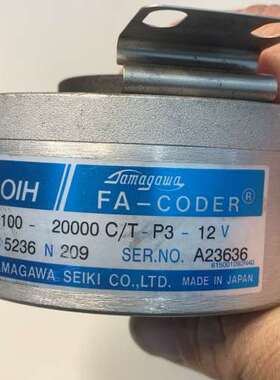 OIH Tamagawa
FA-CODER®
100 - 20000 C/T-P3-12 V
5236 N 209 SER.NO. A23636
AMAGAWA SEIKI CO.,LTD. MADE IN JAPAN